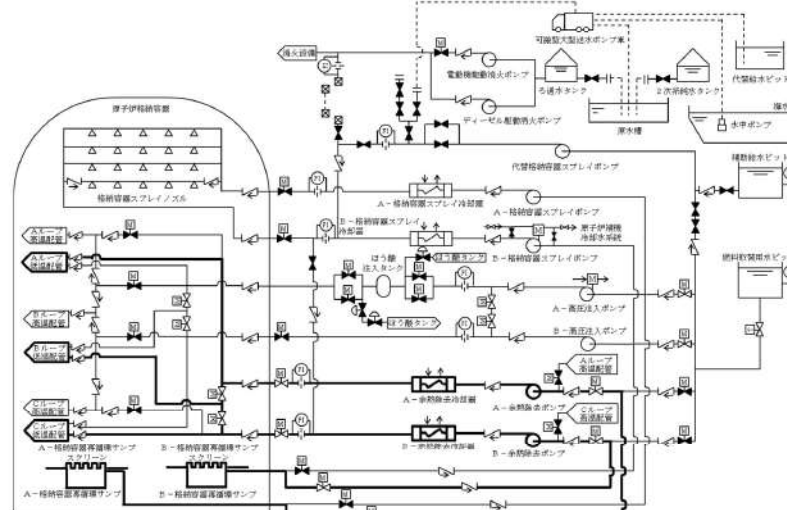 消火設備
可搬型大型送水ポンプ車
電動機駆動消火ポンプ
ろ過水タンク
2次系純水タンク
代替給水ピット
ディーゼル駆動消火ポンプ
原水槽
水中ポンプ
原子炉格納容器
代替格納容器スプレイポンプ
補助給水ピット
格納容器スプレイノズル
A-格納容器スプレイ冷却器
A-格納容器スプレイポンプ
B-格納容器スプレイ
冷却器
原子炉補機
冷却水系統
Aループ
高温配管
ほう酸
注入タンク
ほう酸タンク
B-格納容器スプレイポンプ
Aループ
低温配管
燃料取替用水ピット
A-高圧注入ポンプ
Bループ
高温配管
ほう酸タンク
B-高圧注入ポンプ
Bループ
低温配管
Aループ
高温配管
A-余熱除去冷却器
A-余熱除去ポンプ
Cループ
高温配管
Cループ
高温配管
Cループ
低温配管
B-余熱除去冷却器
B-余熱除去ポンプ
A-格納容器再循環サンプ
スクリーン
B-格納容器再循環サンプ
スクリーン
A-格納容器再循環サンプ
B-格納容器再循環サンプ